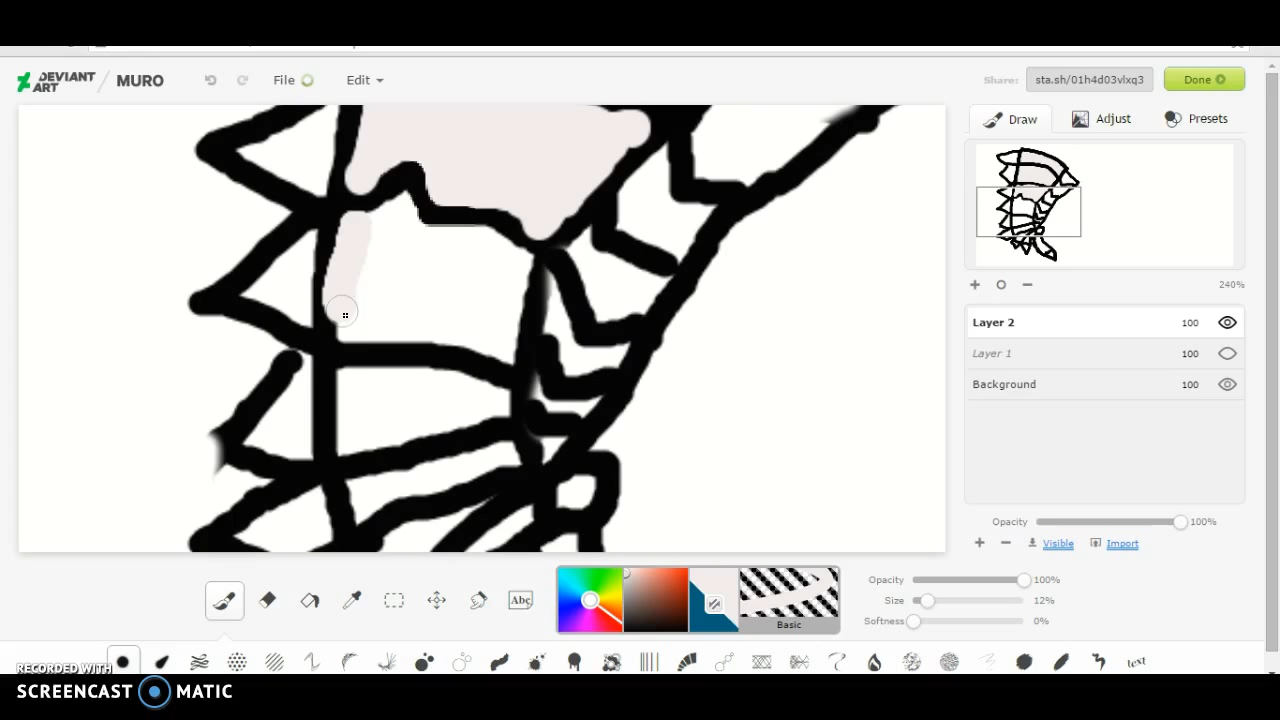 DEVIANT ART / MURO
File
Edit
Share:
sta.sh/01h4d03vlxq3
Done
Draw
Adjust
Presets
240%
Layer 2 100
Layer 1 100
Background 100
Opacity 100%
Visible
Import
Abc
Basic
Opacity 100%
Size 12%
Softness 0%
text
RECORDED WITH
SCREENCAST MATIC